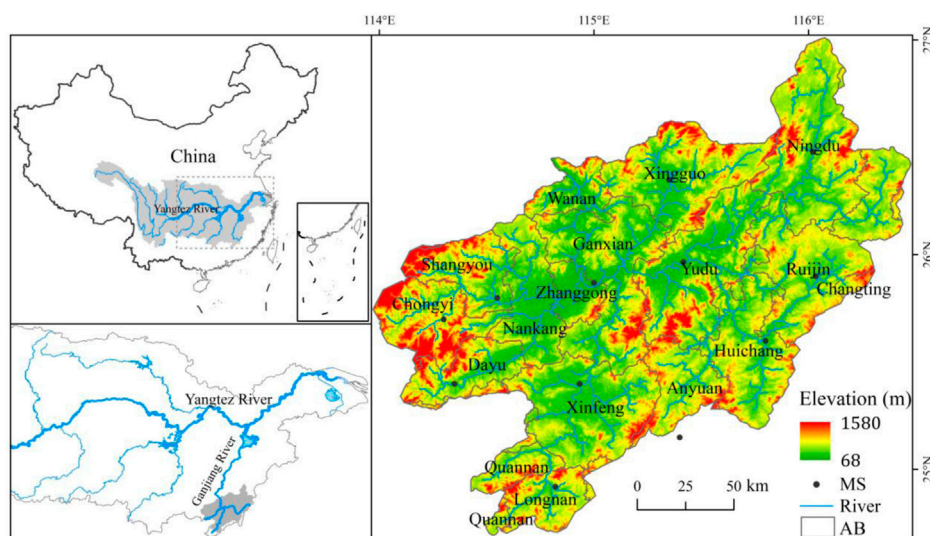 114°E
115°E
116°E
27°N
China
Yangtez River
Ningdu
Xingguo
Wanan
Ganxian
26°N
Shangyou
Yudu
Ruijin
Changting
Zhanggong
Chongyi
Nankang
Huichang
Dayu
Anyuan
Xinfeng
Yangtez River
Ganjiang River
Elevation (m)
1580
68
25°N
Quannan
Longnan
Quannan
0 25 50 km
MS
River
AB